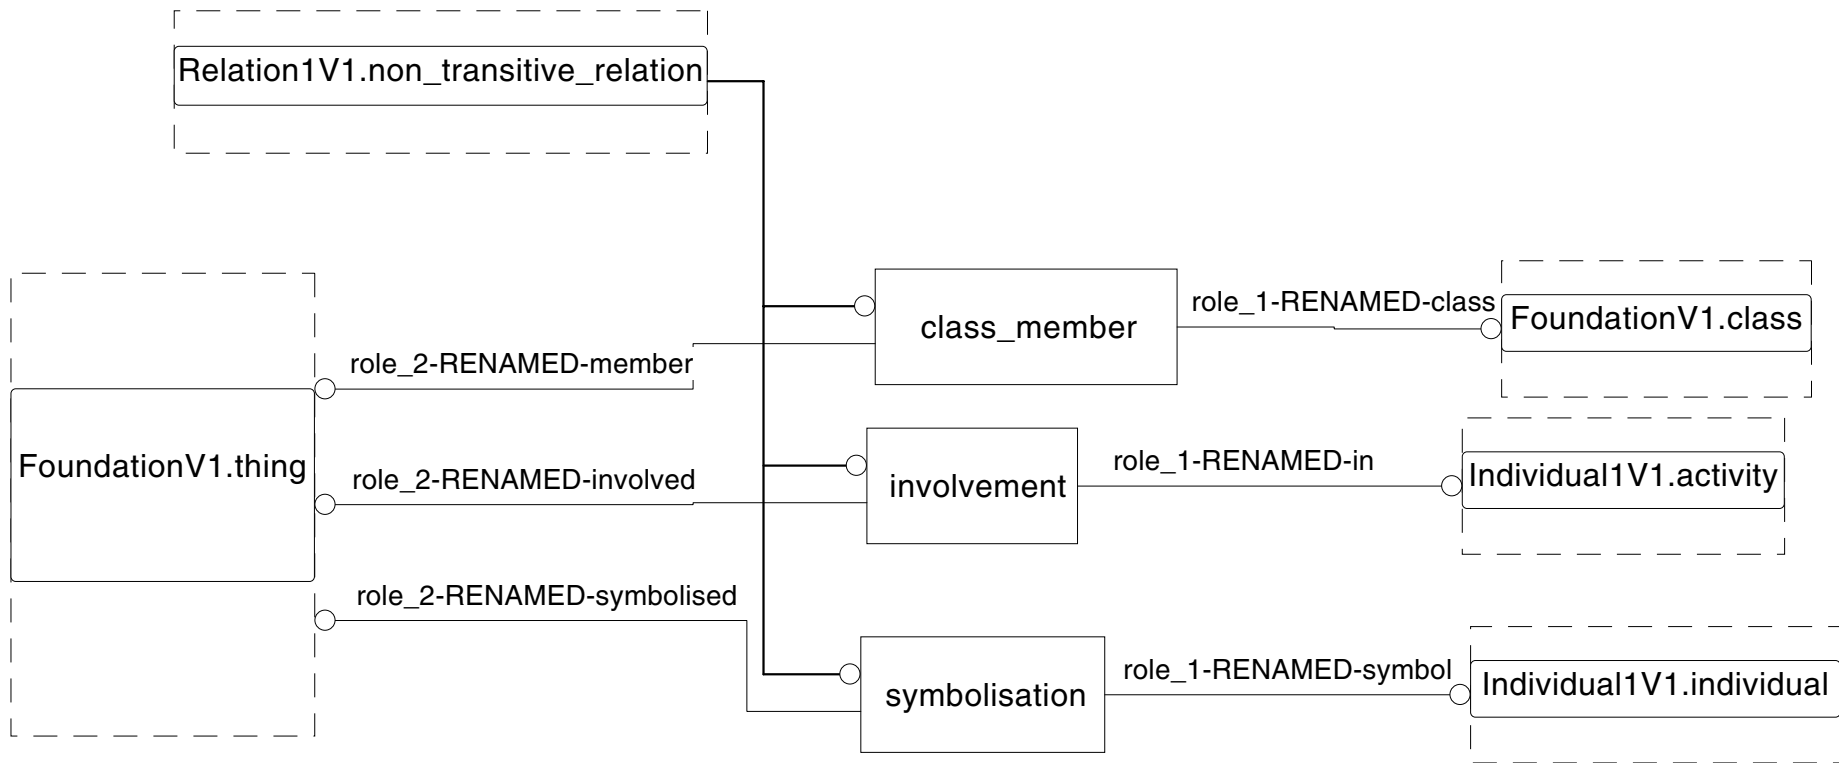 Relation1V1.non_transitive_relation
role_1-RENAMED-class
FoundationV1.class
class_member
role_2-RENAMED-member
FoundationV1.thing
role_2-RENAMED-involved
role_1-RENAMED-in
Individual1V1.activity
involvement
role_2-RENAMED-symbolised
role_1-RENAMED-symbol
Individual1V1.individual
symbolisation